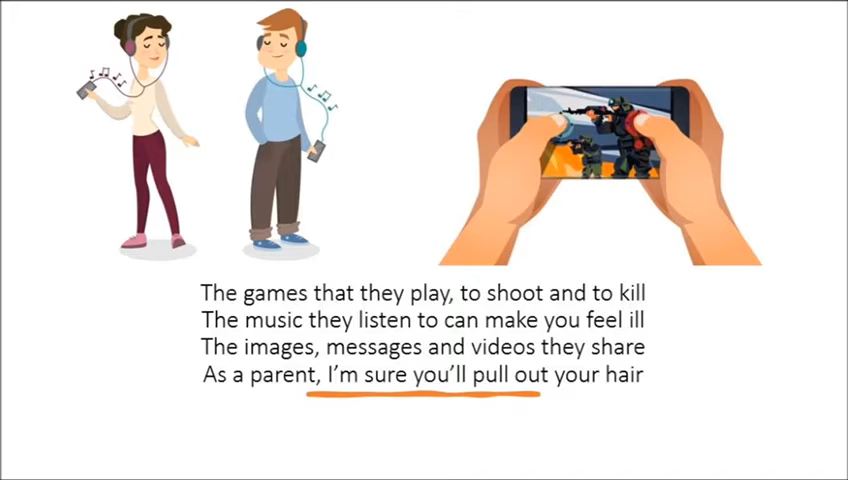 The games that they play, to shoot and to kill
The music they listen to can make you feel ill
The images, messages and videos they share
As a parent, I’m sure you’ll pull out your hair